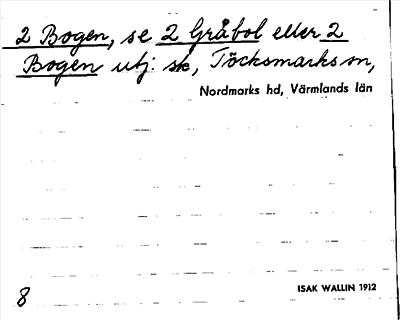 2 Bogen, se 2 Gråbol eller 2
Bogen utj. sk, Töcksmarks sn,
Nordmarks hd, Värmlands län
8
ISAK WALLIN 1912